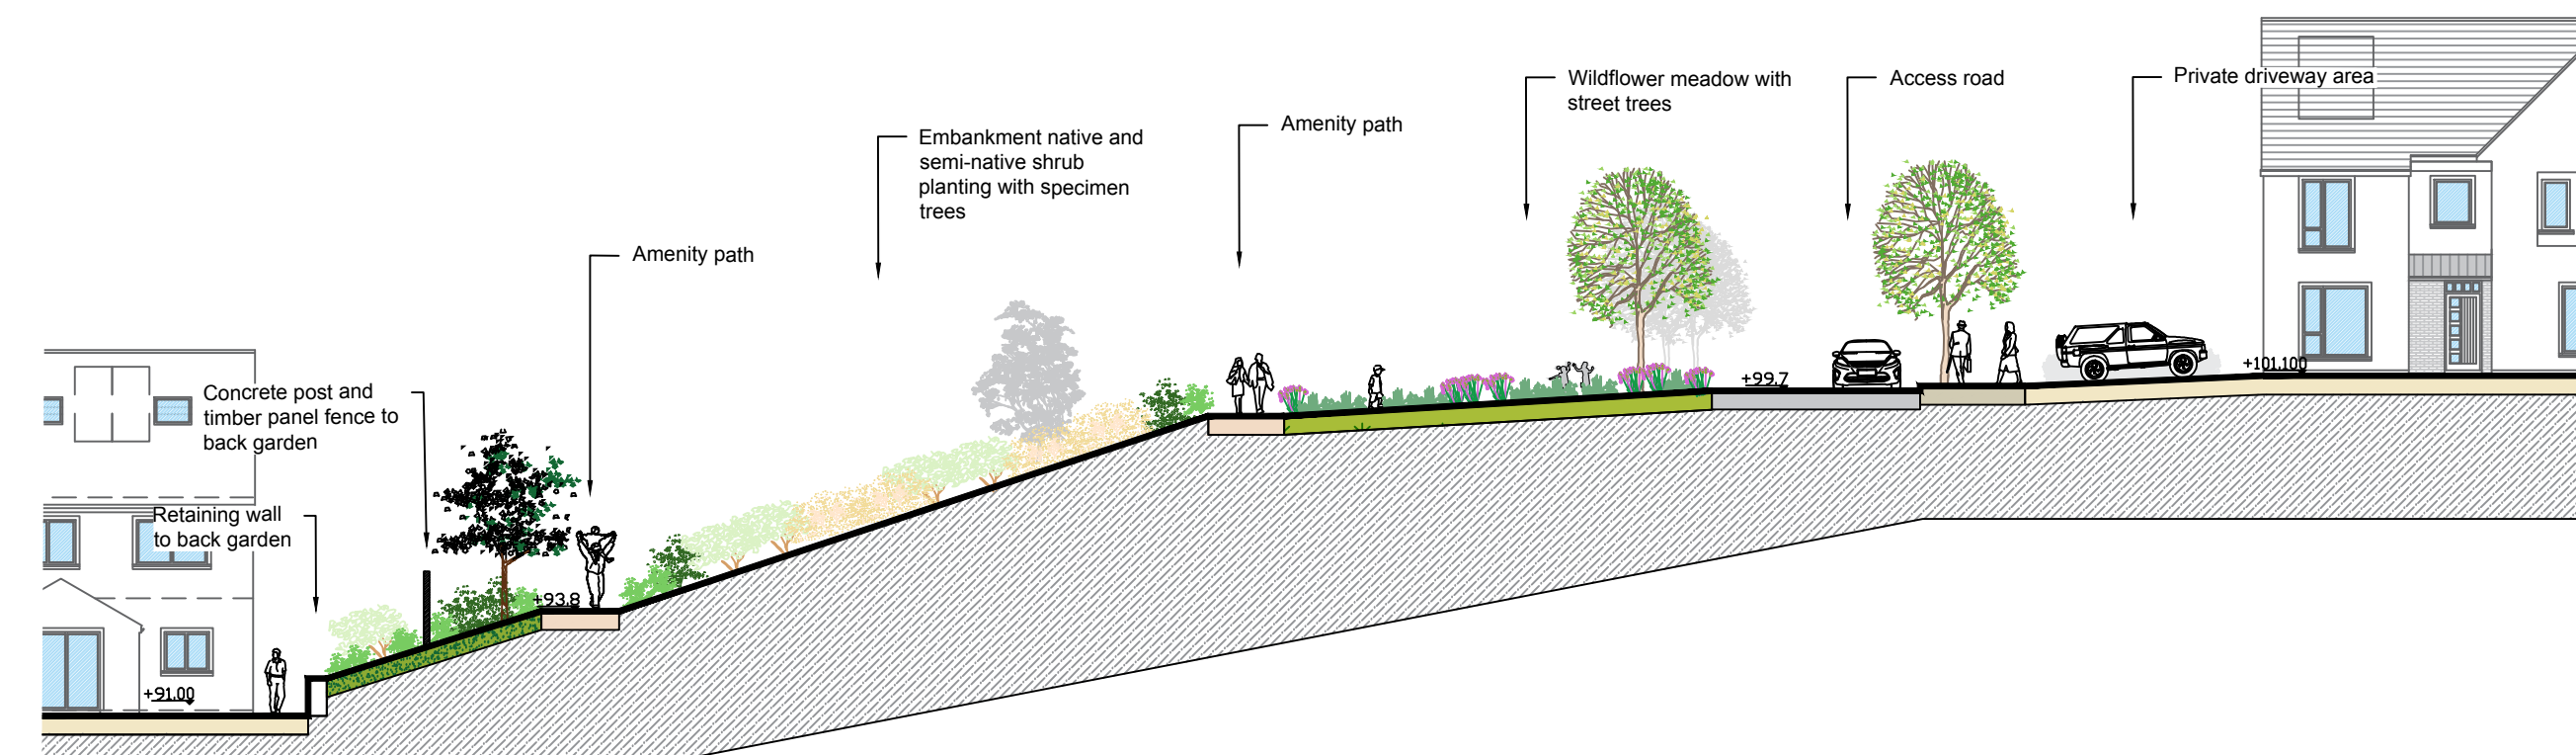 Wildflower meadow with
street trees
Access road
Private driveway area
Amenity path
Embankment native and
semi-native shrub
planting with specimen
trees
Amenity path
Concrete post and
timber panel fence to
back garden
Retaining wall
to back garden
+99.7
+101.100
+93.8
+91.00